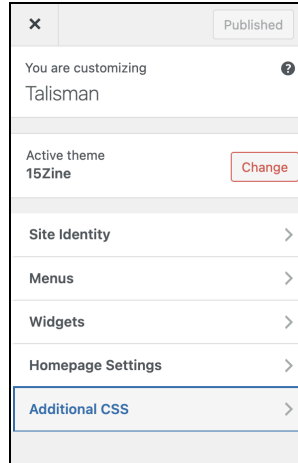 Published
You are customizing
Talisman
Active theme
15Zine
Change
Site Identity
Menus
Widgets
Homepage Settings
Additional CSS